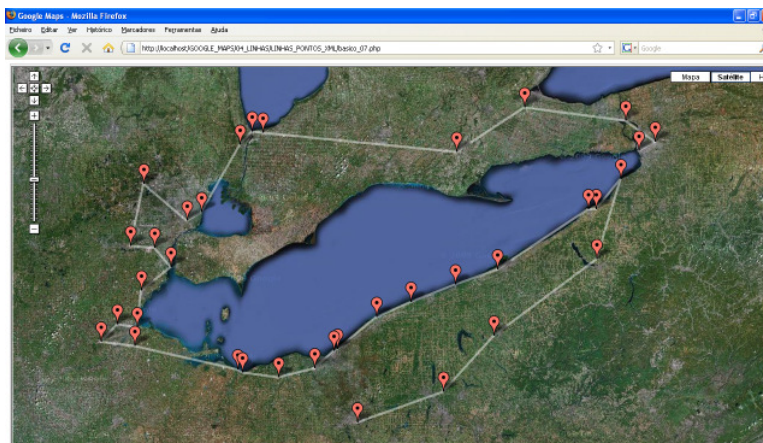 Google Maps - Mozilla Firefox
Ficheiro Editar Ver Histórico Marcadores Ferramentas Ajuda
http://localhost/GOOGLE_MAPS/04_LINHAS/LINHAS_PONTOS_XML/basico_07.php
Google
Mapa Satélite H